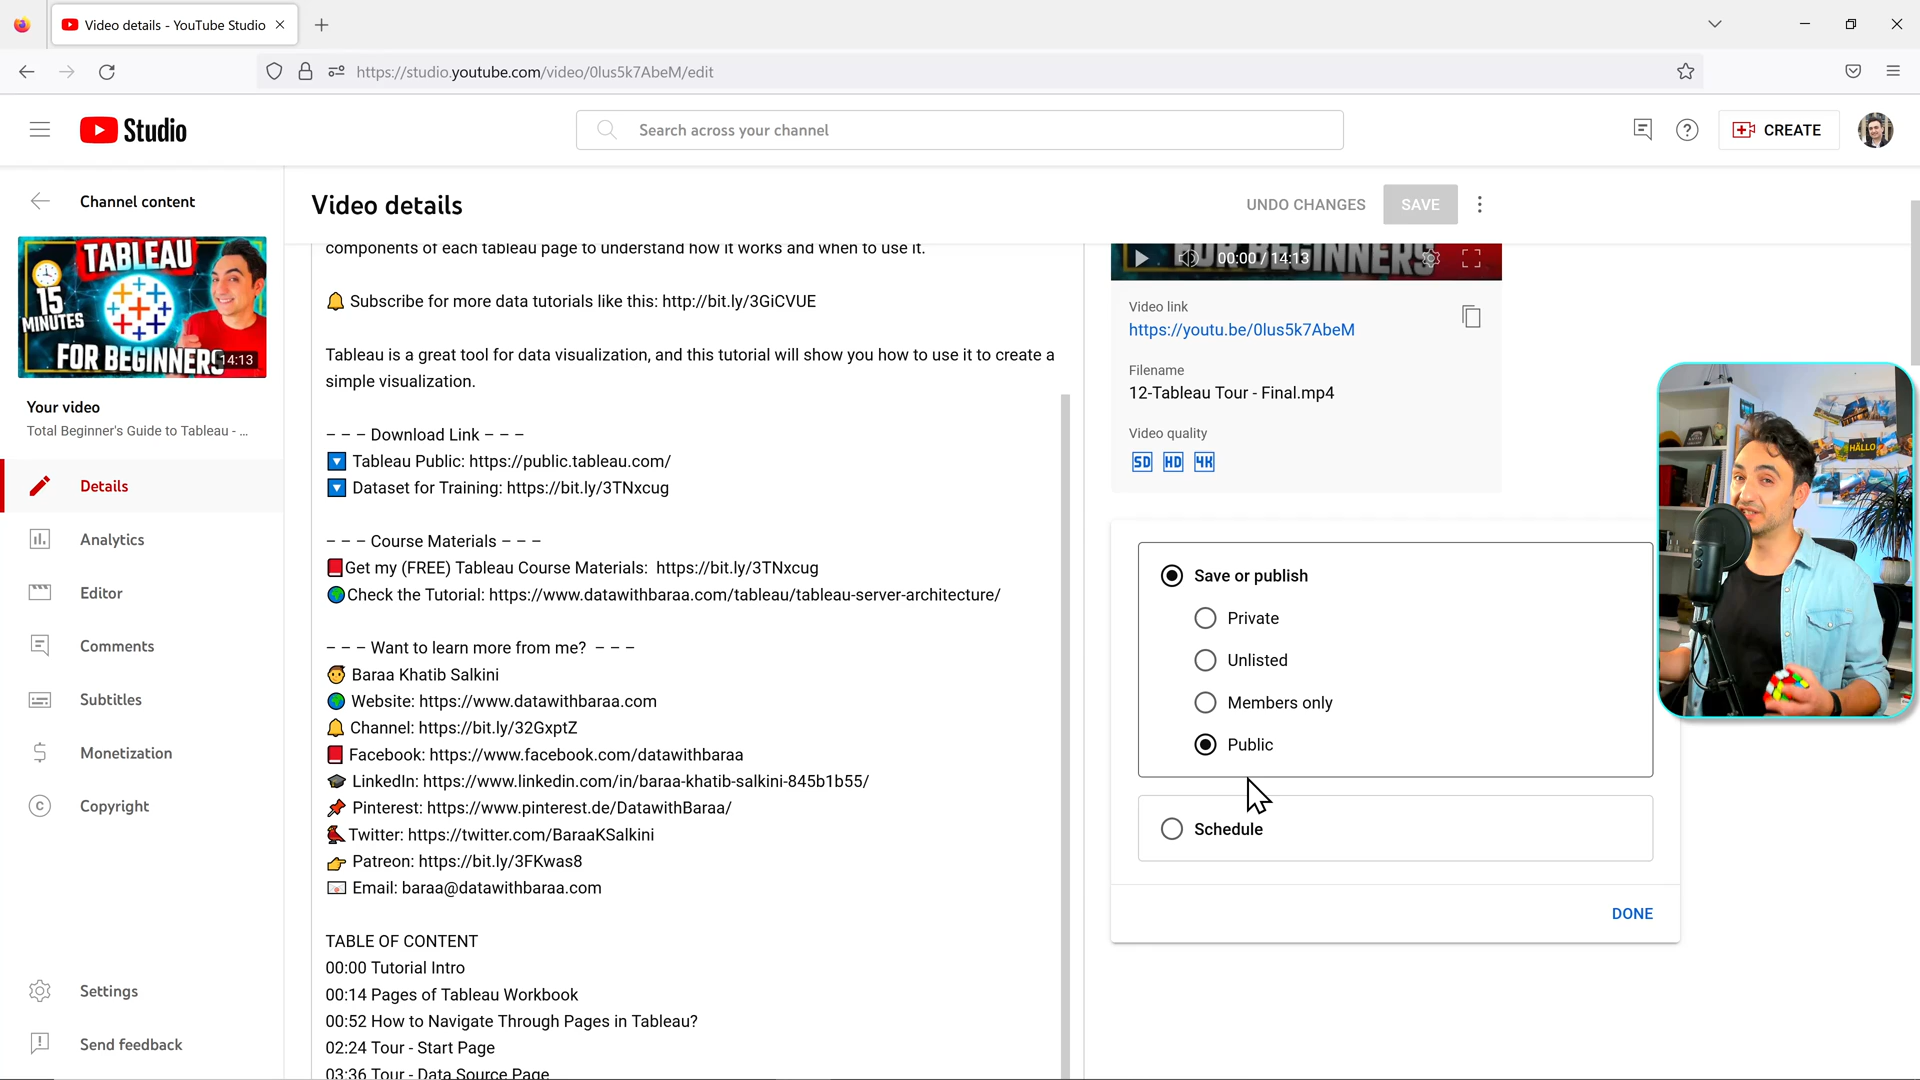 Video details - YouTube Studio
https://studio.youtube.com/video/0lus5k7AbeM/edit
Studio
Search across your channel
CREATE
Channel content
TABLEAU
15
MINUTES
FOR BEGINNERS
14:13
Your video
Total Beginner's Guide to Tableau - ...
Details
Analytics
Editor
Comments
Subtitles
Monetization
Copyright
Settings
Send feedback
Video details
UNDO CHANGES
SAVE
components of each tableau page to understand how it works and when to use it.
🔔 Subscribe for more data tutorials like this: http://bit.ly/3GiCVUE
Tableau is a great tool for data visualization, and this tutorial will show you how to use it to create a
simple visualization.
– – – Download Link – – –
🔽 Tableau Public: https://public.tableau.com/
🔽 Dataset for Training: https://bit.ly/3TNxcug
– – – Course Materials – – –
📕Get my (FREE) Tableau Course Materials:  https://bit.ly/3TNxcug
🌍Check the Tutorial: https://www.datawithbaraa.com/tableau/tableau-server-architecture/
– – – Want to learn more from me?  – – –
Baraa Khatib Salkini
🌍 Website: https://www.datawithbaraa.com
🔔 Channel: https://bit.ly/32GxptZ
📕 Facebook: https://www.facebook.com/datawithbaraa
🎓 LinkedIn: https://www.linkedin.com/in/baraa-khatib-salkini-845b1b55/
📌 Pinterest: https://www.pinterest.de/DatawithBaraa/
🐦 Twitter: https://twitter.com/BaraaKSalkini
👉 Patreon: https://bit.ly/3FKwas8
📧 Email: baraa@datawithbaraa.com
TABLE OF CONTENT
00:00 Tutorial Intro
00:14 Pages of Tableau Workbook
00:52 How to Navigate Through Pages in Tableau?
02:24 Tour - Start Page
03:36 Tour - Data Source Page
FOR BEGINNERS
00:00 / 14:13
Video link
https://youtu.be/0lus5k7AbeM
Filename
12-Tableau Tour - Final.mp4
Video quality
SD HD 4K
Save or publish
Private
Unlisted
Members only
Public
Schedule
DONE
HALLO